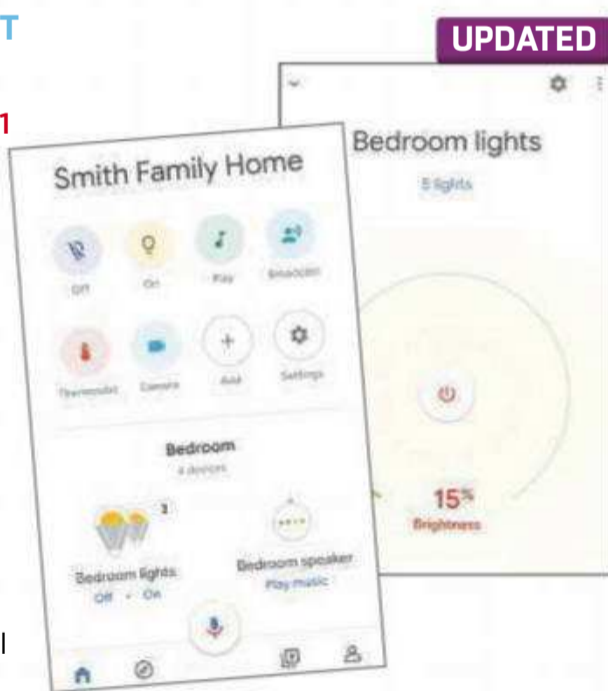 T
UPDATED
1
Smith Family Home
Off
On
Play
Broadcast
Thermostat
Camera
Add
Settings
Bedroom
4 devices
3
Bedroom lights
Off • On
Bedroom speaker
Play music
Bedroom lights
5 lights
15%
Brightness
l